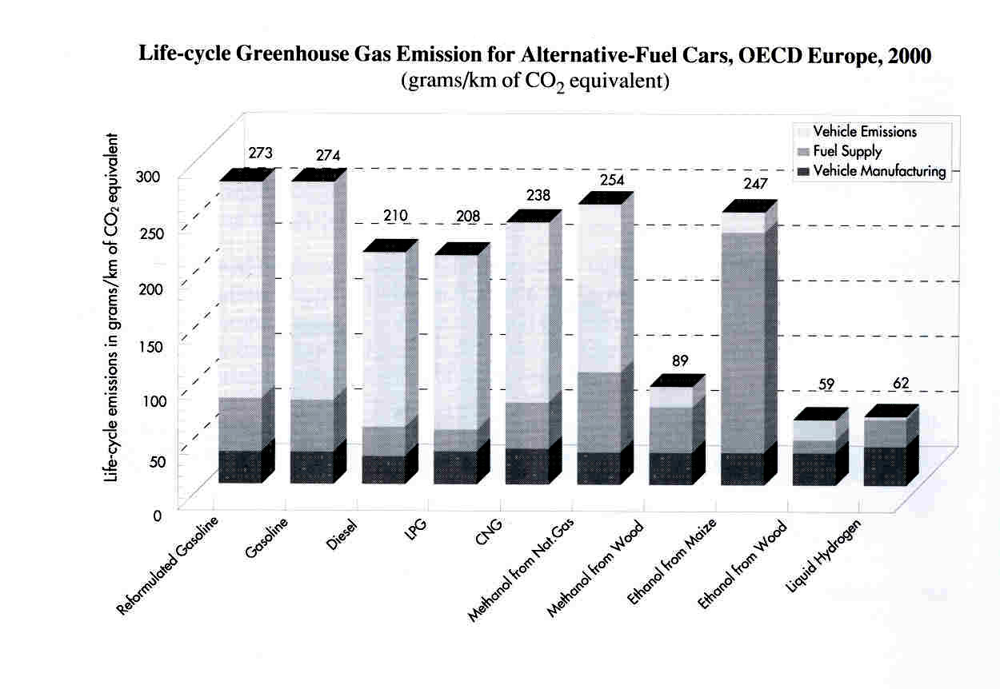 Life-cycle Greenhouse Gas Emission for Alternative-Fuel Cars, OECD Europe, 2000
(grams/km of CO2 equivalent)
Vehicle Emissions
Fuel Supply
Vehicle Manufacturing
Life-cycle emissions in grams/km of CO2 equivalent
300
250
200
150
100
50
0
273
274
210
208
238
254
89
247
59
62
Reformulated Gasoline
Gasoline
Diesel
LPG
CNG
Methanol from Nat.Gas
Methanol from Wood
Ethanol from Maize
Ethanol from Wood
Liquid Hydrogen